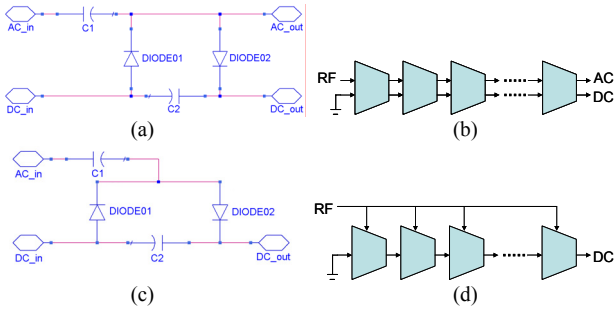 AC_in
C1
AC_out
DIODE01
DIODE02
DC_in
C2
DC_out
(a)
RF
AC
DC
(b)
AC_in
C1
DIODE01
DIODE02
DC_in
C2
DC_out
(c)
RF
DC
(d)